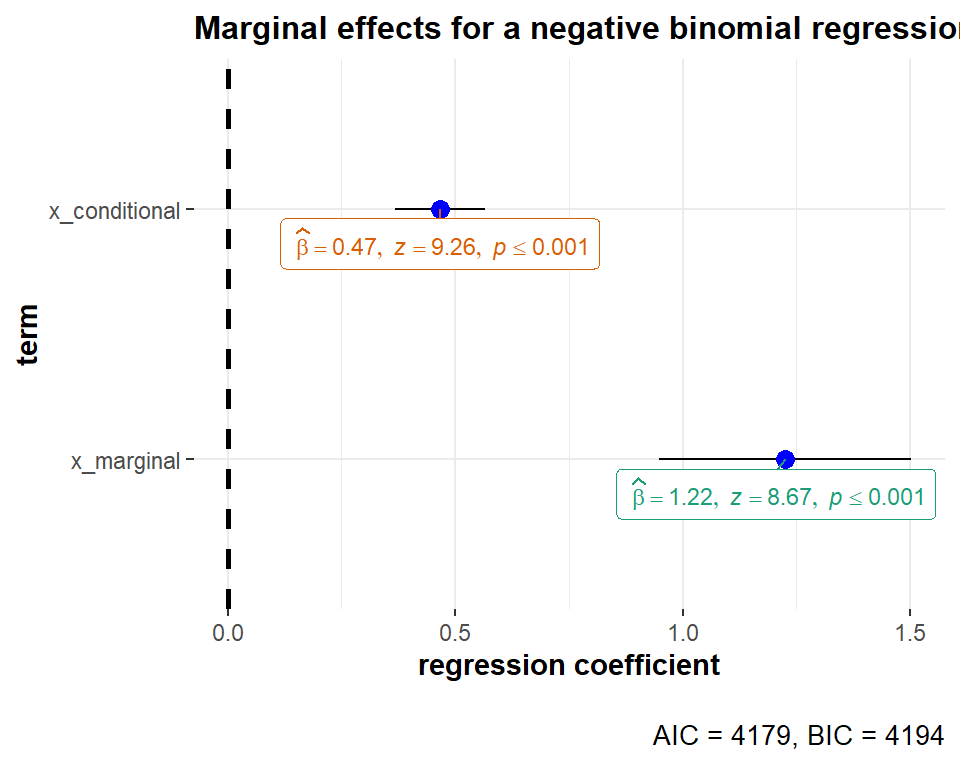 Marginal effects for a negative binomial regression
x_conditional
β̂ = 0.47, z = 9.26, p ≤ 0.001
term
x_marginal
β̂ = 1.22, z = 8.67, p ≤ 0.001
0.0 0.5 1.0 1.5
regression coefficient
AIC = 4179, BIC = 4194